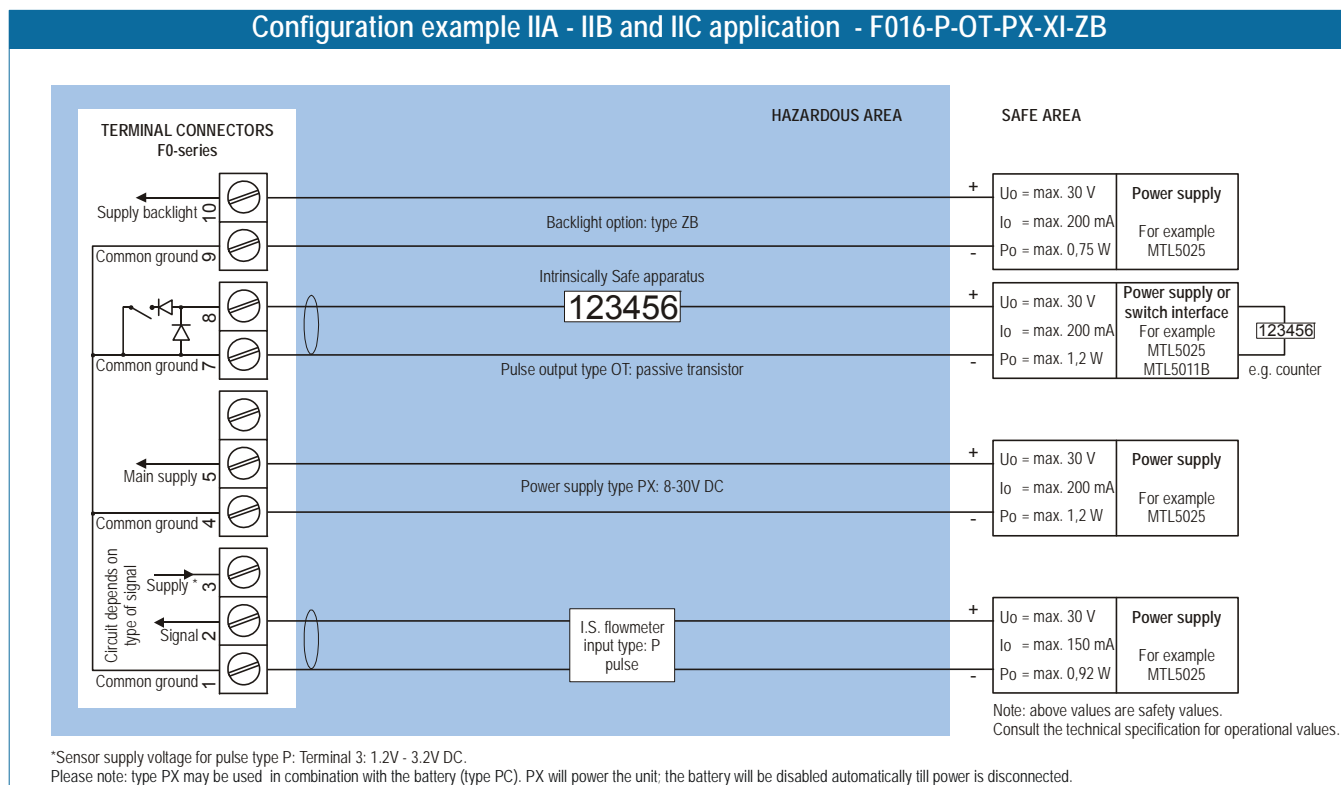 Configuration example IIA - IIB and IIC application - F016-P-OT-PX-XI-ZB
HAZARDOUS AREA
SAFE AREA
TERMINAL CONNECTORS
F0-series
Supply backlight
10
Common ground
9
8
Common ground
7
Main supply
5
Common ground
4
Circuit depends on
type of signal
Supply *
3
Signal
2
Common ground
1
Backlight option: type ZB
Intrinsically Safe apparatus
123456
Pulse output type OT: passive transistor
Power supply type PX: 8-30V DC
I.S. flowmeter
input type: P
pulse
+
-
Uo = max. 30 V
Io = max. 200 mA
Po = max. 0,75 W
Power supply
For example
MTL5025
+
-
Uo = max. 30 V
Io = max. 200 mA
Po = max. 1,2 W
Power supply or
switch interface
For example
MTL5025
MTL5011B
123456
e.g. counter
+
-
Uo = max. 30 V
Io = max. 200 mA
Po = max. 1,2 W
Power supply
For example
MTL5025
+
-
Uo = max. 30 V
Io = max. 150 mA
Po = max. 0,92 W
Power supply
For example
MTL5025
Note: above values are safety values.
Consult the technical specification for operational values.
*Sensor supply voltage for pulse type P: Terminal 3: 1.2V - 3.2V DC.
Please note: type PX may be used in combination with the battery (type PC). PX will power the unit; the battery will be disabled automatically till power is disconnected.